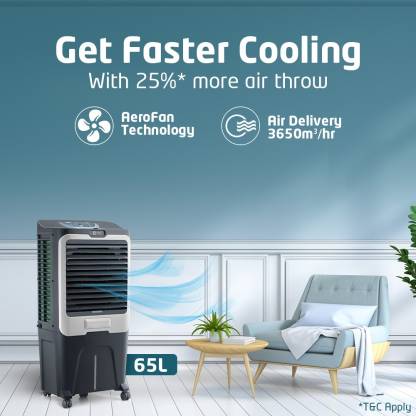 Get Faster Cooling
With 25%* more air throw
AeroFan
Technology
Air Delivery
3650m³/hr
65L
*T&C Apply